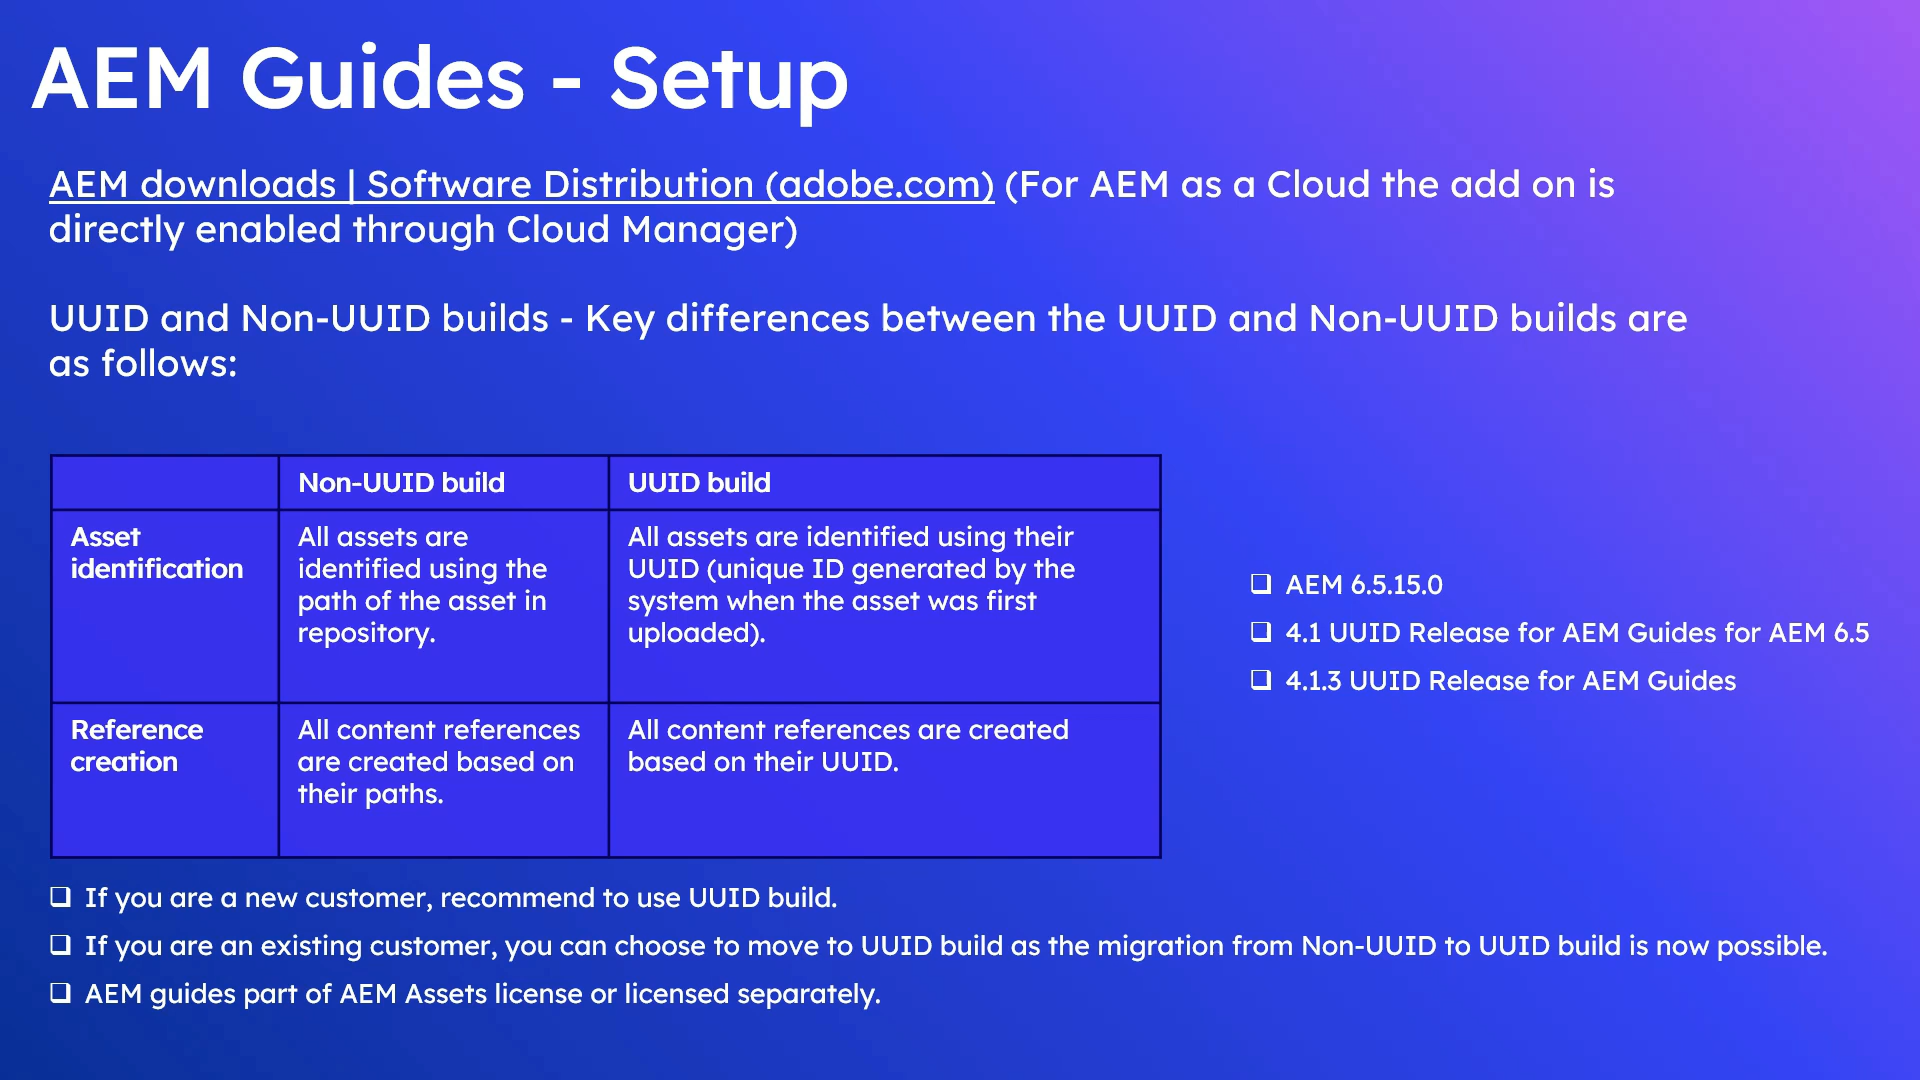 AEM Guides - Setup
AEM downloads | Software Distribution (adobe.com) (For AEM as a Cloud the add on is
directly enabled through Cloud Manager)
UUID and Non-UUID builds - Key differences between the UUID and Non-UUID builds are
as follows:
Non-UUID build
UUID build
Asset
identification
All assets are
identified using the
path of the asset in
repository.
All assets are identified using their
UUID (unique ID generated by the
system when the asset was first
uploaded).
Reference
creation
All content references
are created based on
their paths.
All content references are created
based on their UUID.
❑ AEM 6.5.15.0
❑ 4.1 UUID Release for AEM Guides for AEM 6.5
❑ 4.1.3 UUID Release for AEM Guides
❑ If you are a new customer, recommend to use UUID build.
❑ If you are an existing customer, you can choose to move to UUID build as the migration from Non-UUID to UUID build is now possible.
❑ AEM guides part of AEM Assets license or licensed separately.